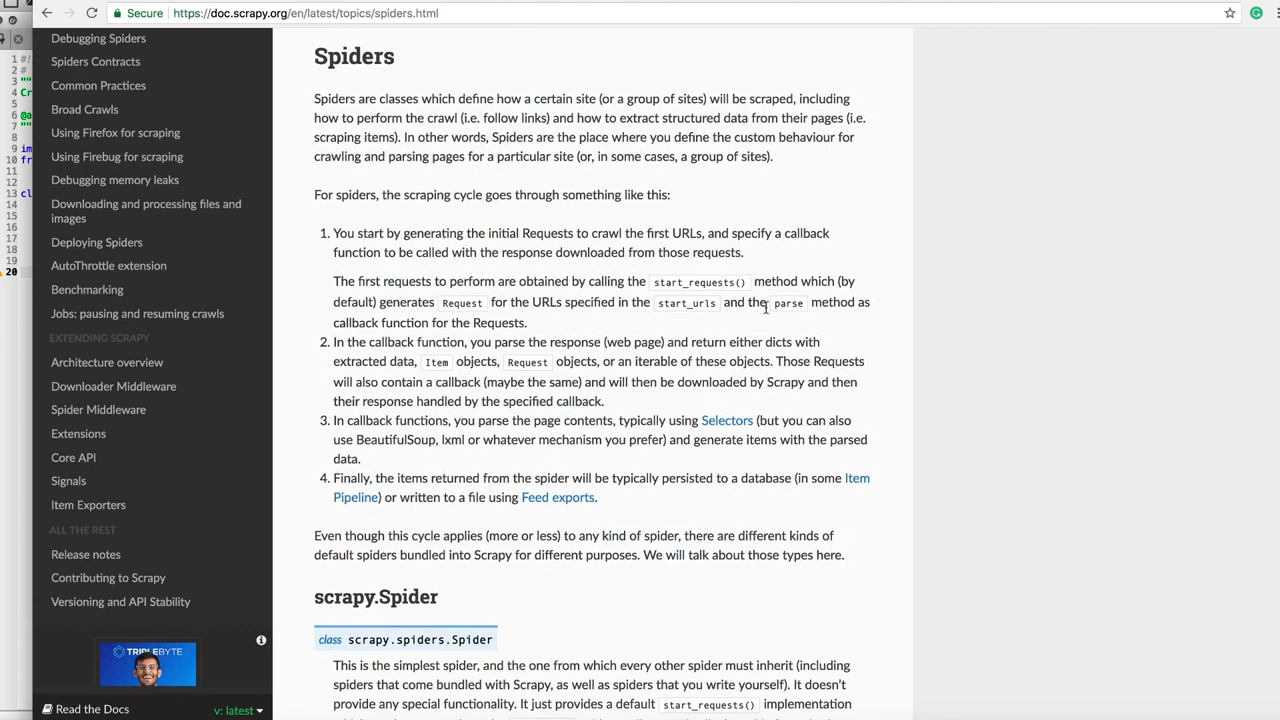 Secure https://doc.scrapy.org/en/latest/topics/spiders.html
Debugging Spiders
Spiders Contracts
Common Practices
Broad Crawls
Using Firefox for scraping
Using Firebug for scraping
Debugging memory leaks
Downloading and processing files and
images
Deploying Spiders
AutoThrottle extension
Benchmarking
Jobs: pausing and resuming crawls
EXTENDING SCRAPY
Architecture overview
Downloader Middleware
Spider Middleware
Extensions
Core API
Signals
Item Exporters
ALL THE REST
Release notes
Contributing to Scrapy
Versioning and API Stability
TRIPLEBYTE
Read the Docs
v: latest
Spiders
Spiders are classes which define how a certain site (or a group of sites) will be scraped, including
how to perform the crawl (i.e. follow links) and how to extract structured data from their pages (i.e.
scraping items). In other words, Spiders are the place where you define the custom behaviour for
crawling and parsing pages for a particular site (or, in some cases, a group of sites).
For spiders, the scraping cycle goes through something like this:
1. You start by generating the initial Requests to crawl the first URLs, and specify a callback
function to be called with the response downloaded from those requests.
The first requests to perform are obtained by calling the start_requests() method which (by
default) generates Request for the URLs specified in the start_urls and the parse method as
callback function for the Requests.
2. In the callback function, you parse the response (web page) and return either dicts with
extracted data, Item objects, Request objects, or an iterable of these objects. Those Requests
will also contain a callback (maybe the same) and will then be downloaded by Scrapy and then
their response handled by the specified callback.
3. In callback functions, you parse the page contents, typically using Selectors (but you can also
use BeautifulSoup, lxml or whatever mechanism you prefer) and generate items with the parsed
data.
4. Finally, the items returned from the spider will be typically persisted to a database (in some Item
Pipeline) or written to a file using Feed exports.
Even though this cycle applies (more or less) to any kind of spider, there are different kinds of
default spiders bundled into Scrapy for different purposes. We will talk about those types here.
scrapy.Spider
class scrapy.spiders.Spider
This is the simplest spider, and the one from which every other spider must inherit (including
spiders that come bundled with Scrapy, as well as spiders that you write yourself). It doesn't
provide any special functionality. It just provides a default start_requests() implementation